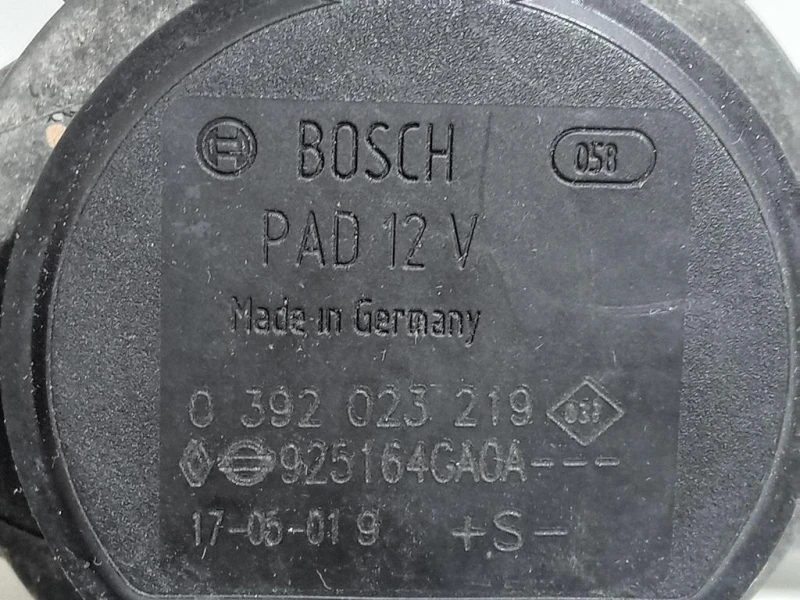 BOSCH 058
PAD 12 V
Made in Germany
0 392 023 219 038
925164GA0A---
17-05-01 9 +S-